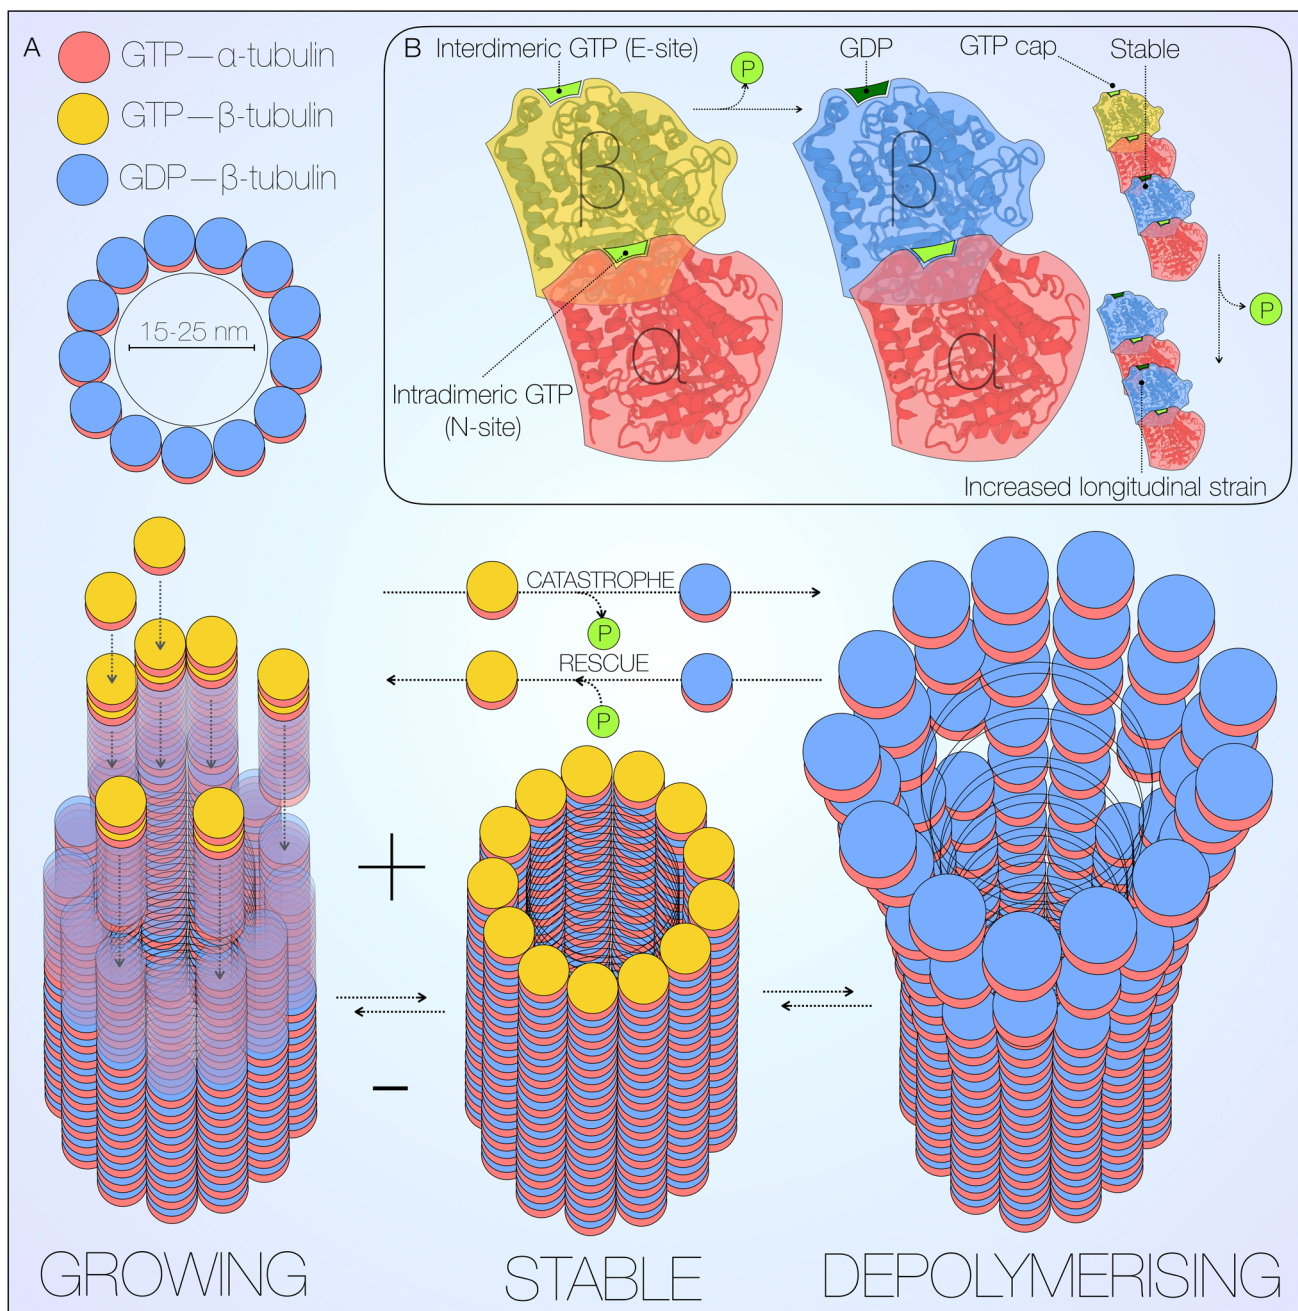 A
GTP—α-tubulin
GTP—β-tubulin
GDP—β-tubulin
15-25 nm
B
Interdimeric GTP (E-site)
P
GDP
GTP cap
Stable
β
β
α
α
Intradimeric GTP
(N-site)
P
Increased longitudinal strain
CATASTROPHE
P
RESCUE
P
+
−
GROWING
STABLE
DEPOLYMERISING